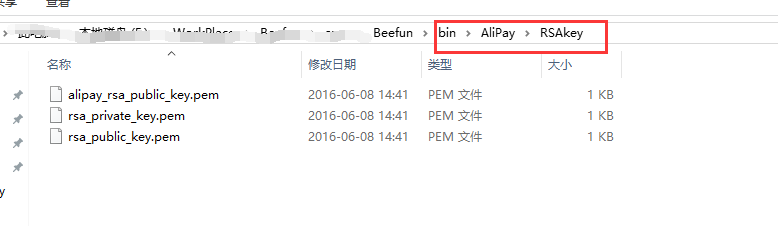 查看
Beefun > bin > AliPay > RSAkey
名称 修改日期 类型 大小
alipay_rsa_public_key.pem 2016-06-08 14:41 PEM 文件 1 KB
rsa_private_key.pem 2016-06-08 14:41 PEM 文件 1 KB
rsa_public_key.pem 2016-06-08 14:41 PEM 文件 1 KB
y